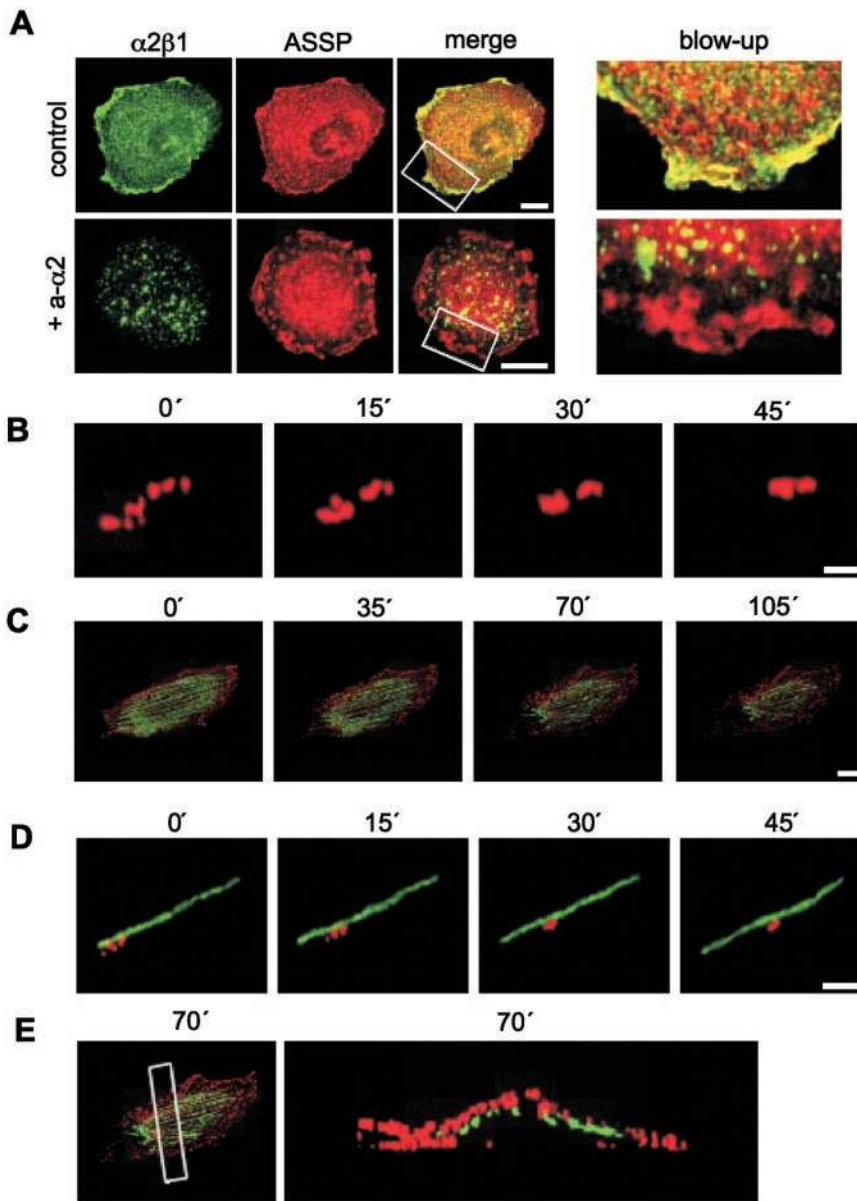 A
α2β1 ASSP merge blow-up
control
+ a-α2
B
0´ 15´ 30´ 45´
C
0´ 35´ 70´ 105´
D
0´ 15´ 30´ 45´
E
70´ 70´